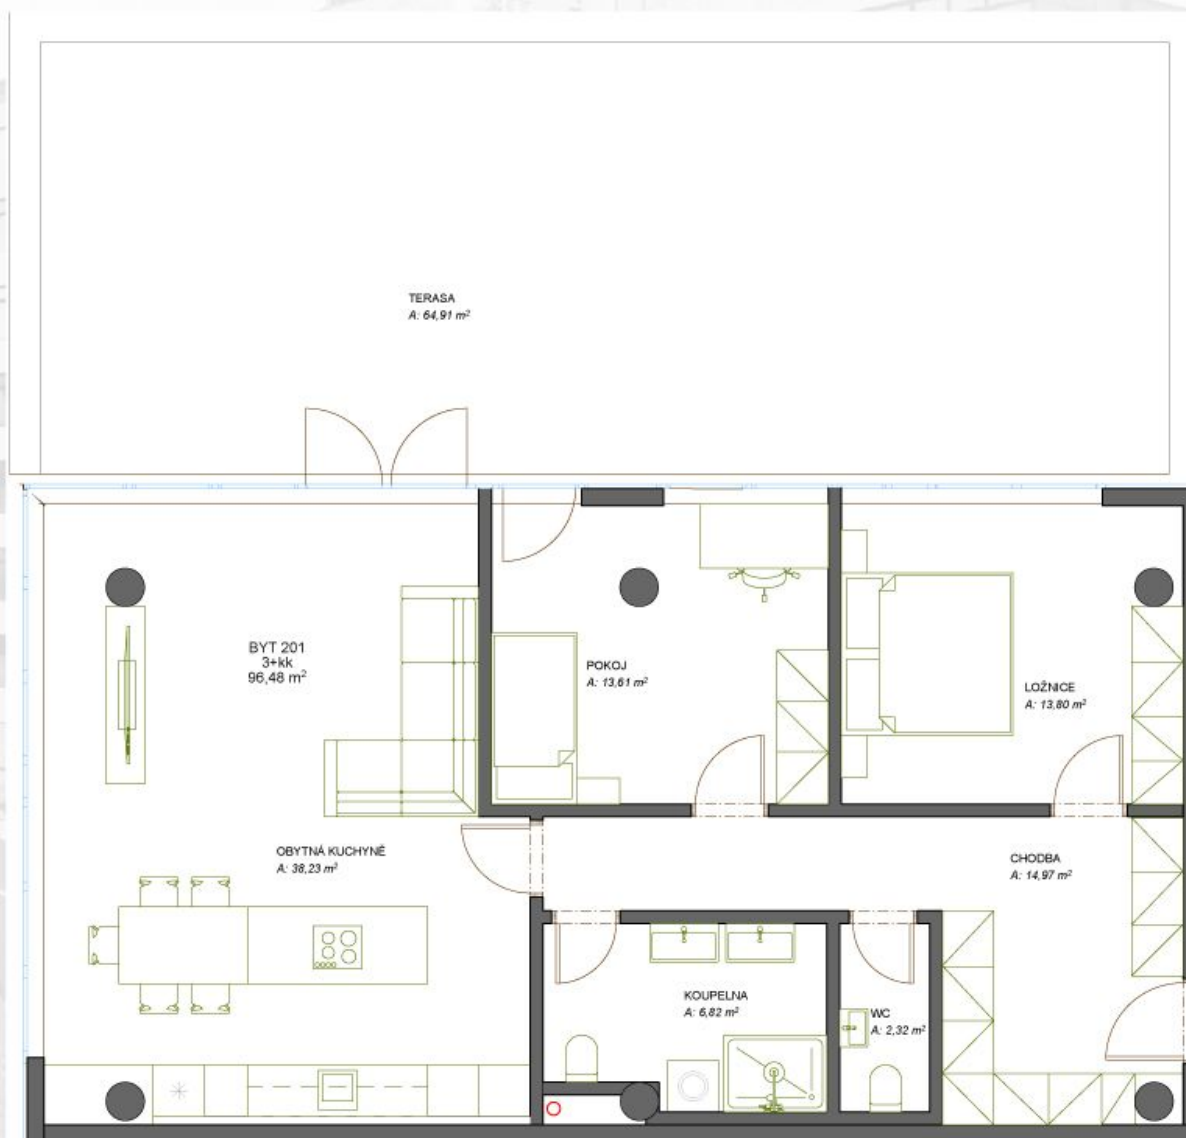 TERASA
A: 64,91 m²
BYT 201
3+kk
96,48 m²
POKOJ
A: 13,61 m²
LOŽNICE
A: 13,80 m²
OBYTNÁ KUCHYNĚ
A: 38,23 m²
CHODBA
A: 14,97 m²
KOUPELNA
A: 6,82 m²
WC
A: 2,32 m²